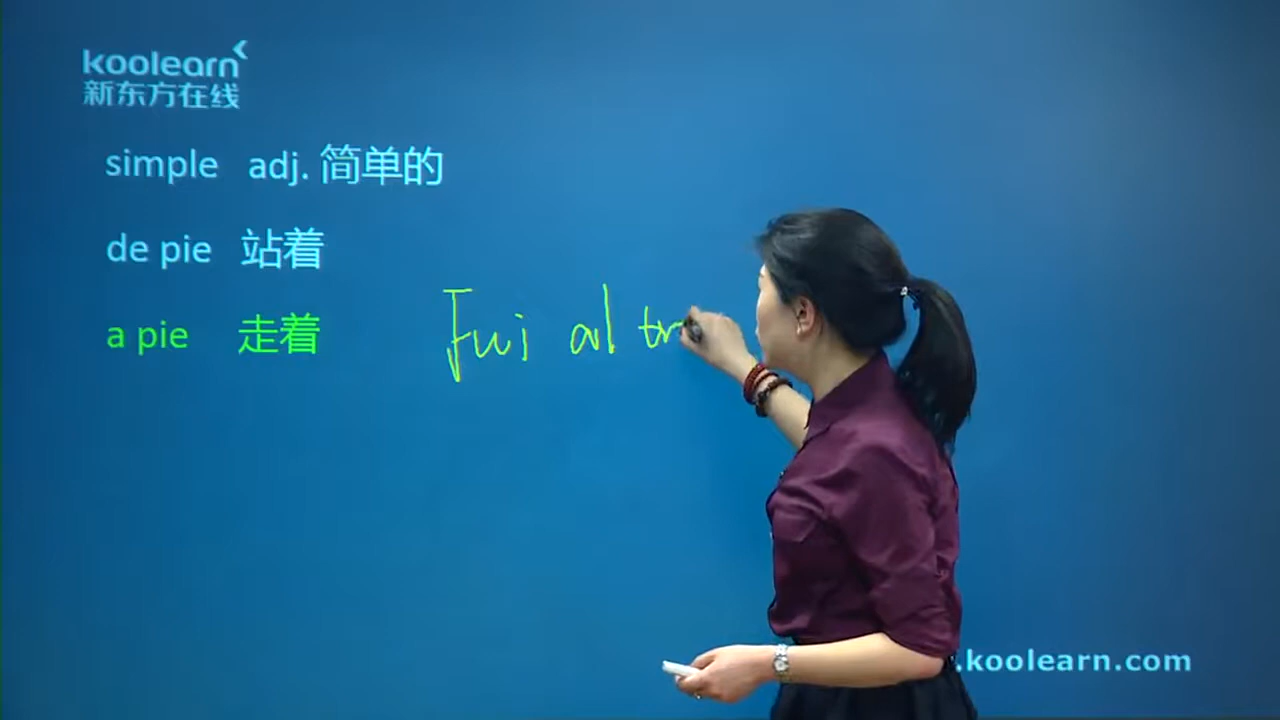 koolearn
新东方在线
simple adj. 简单的
de pie 站着
a pie 走着 Fui al tr
.koolearn.com